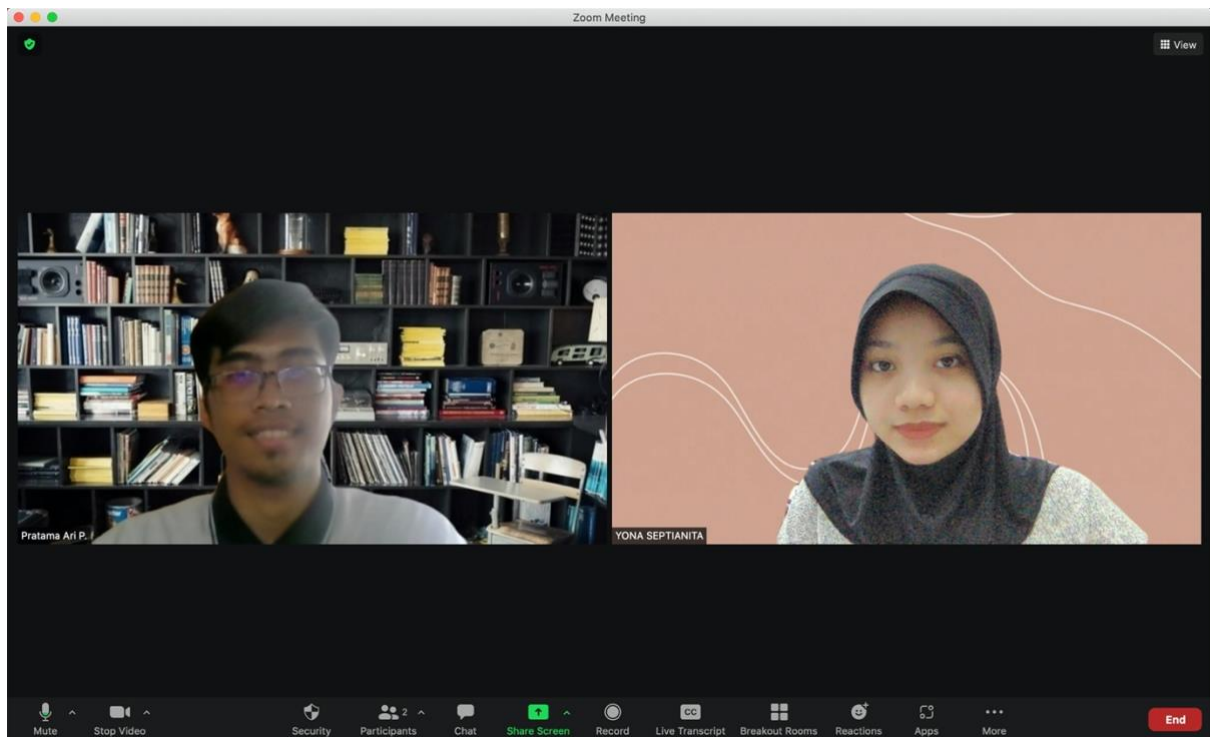 Zoom Meeting
View
Pratama Ari P.
YONA SEPTIANITA
Mute
Stop Video
Security
2
Participants
Chat
Share Screen
Record
CC
Live Transcript
Breakout Rooms
Reactions
Apps
More
End